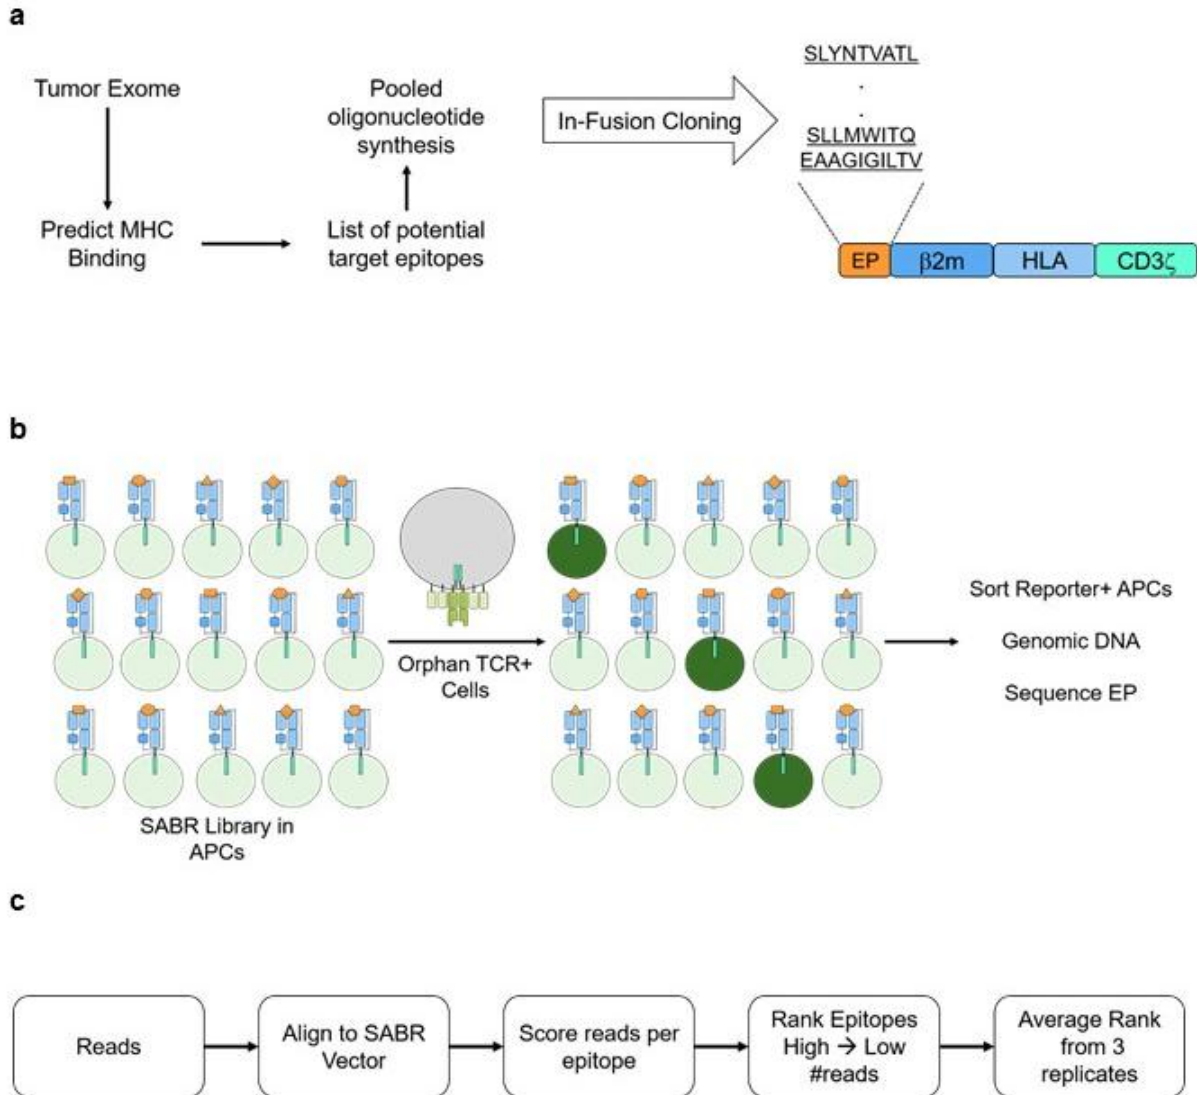 a
Tumor Exome
Predict MHC
Binding
List of potential
target epitopes
Pooled
oligonucleotide
synthesis
In-Fusion Cloning
SLYNTVATL
.
.
SLLMWITQ
EAAGIGILTV
EP
β2m
HLA
CD3ζ
b
SABR Library in
APCs
Orphan TCR+
Cells
Sort Reporter+ APCs
Genomic DNA
Sequence EP
c
Reads
Align to SABR
Vector
Score reads per
epitope
Rank Epitopes
High → Low
#reads
Average Rank
from 3
replicates